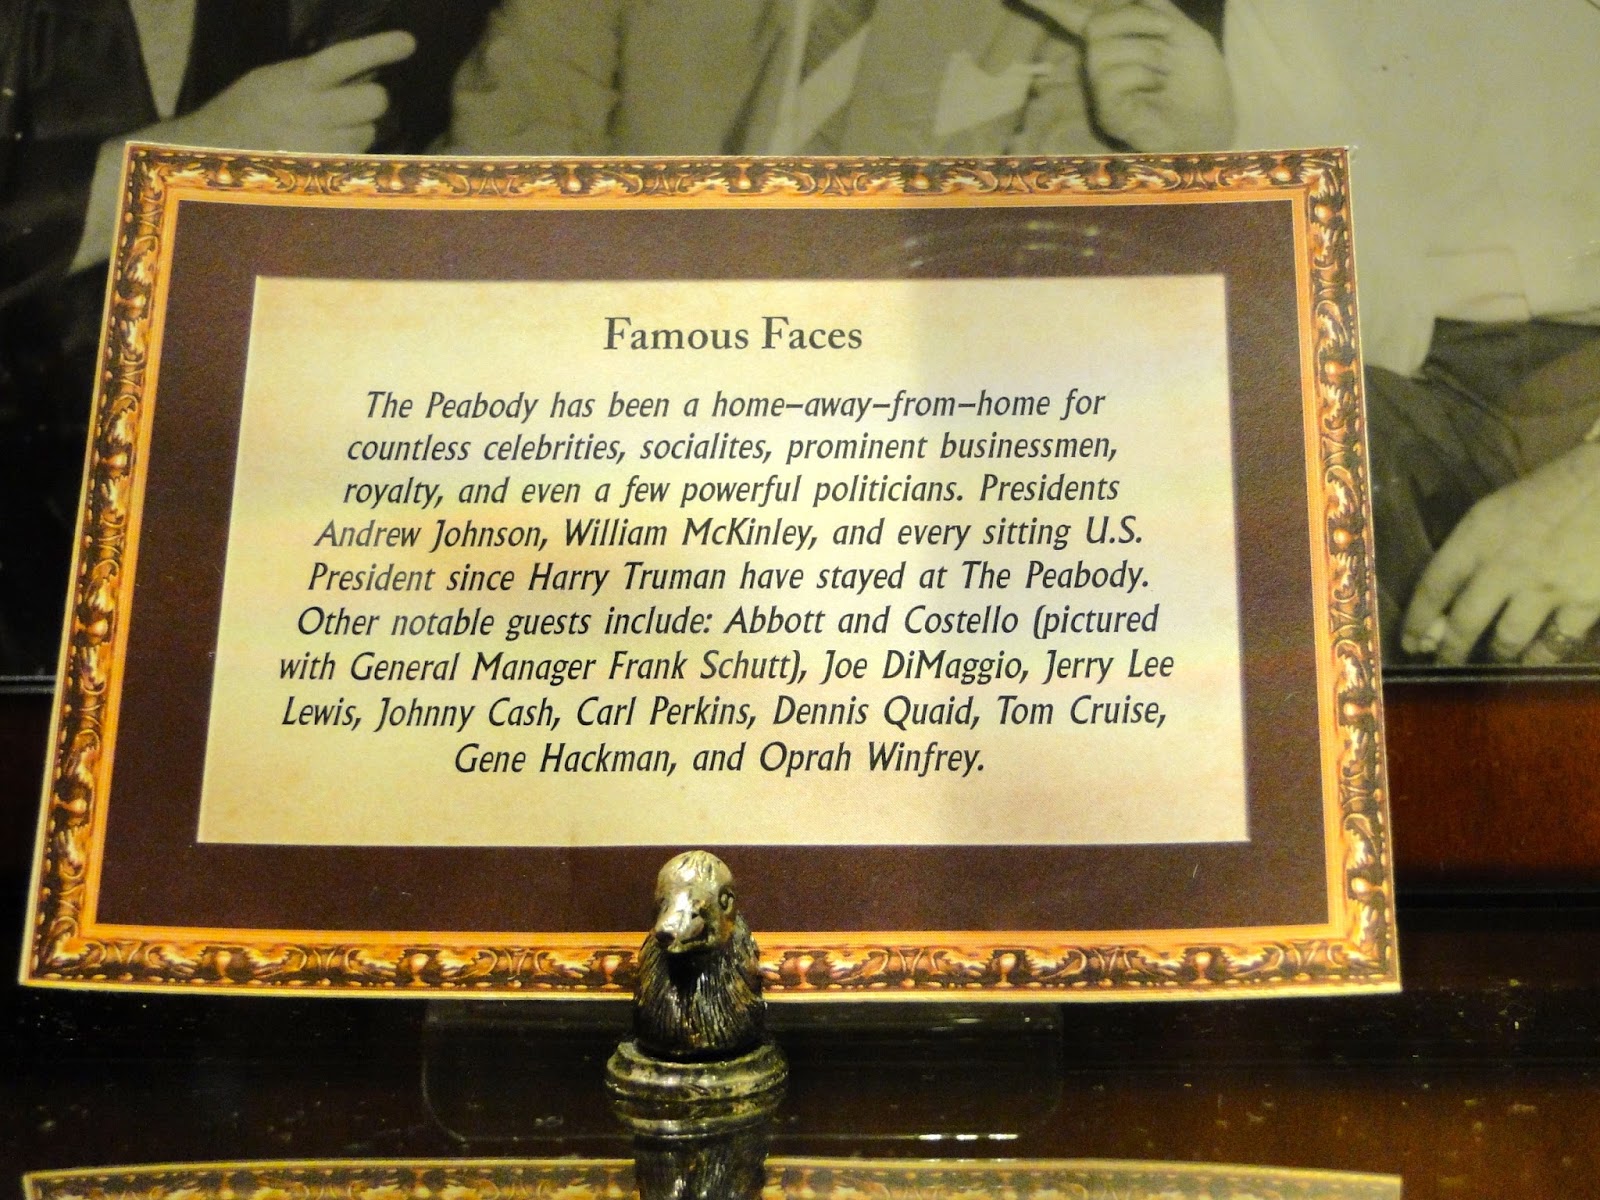 Famous Faces
The Peabody has been a home–away–from–home for
countless celebrities, socialites, prominent businessmen,
royalty, and even a few powerful politicians. Presidents
Andrew Johnson, William McKinley, and every sitting U.S.
President since Harry Truman have stayed at The Peabody.
Other notable guests include: Abbott and Costello (pictured
with General Manager Frank Schutt), Joe DiMaggio, Jerry Lee
Lewis, Johnny Cash, Carl Perkins, Dennis Quaid, Tom Cruise,
Gene Hackman, and Oprah Winfrey.